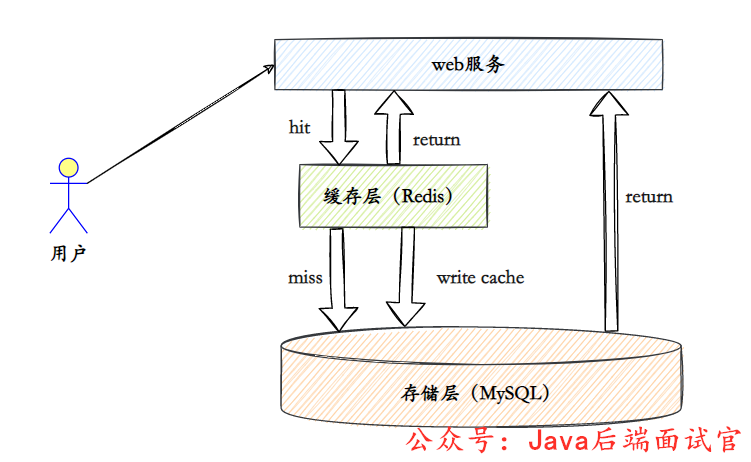 web服务
hit
return
缓存层（Redis）
return
用户
miss
write cache
存储层（MySQL）
公众号：Java后端面试官